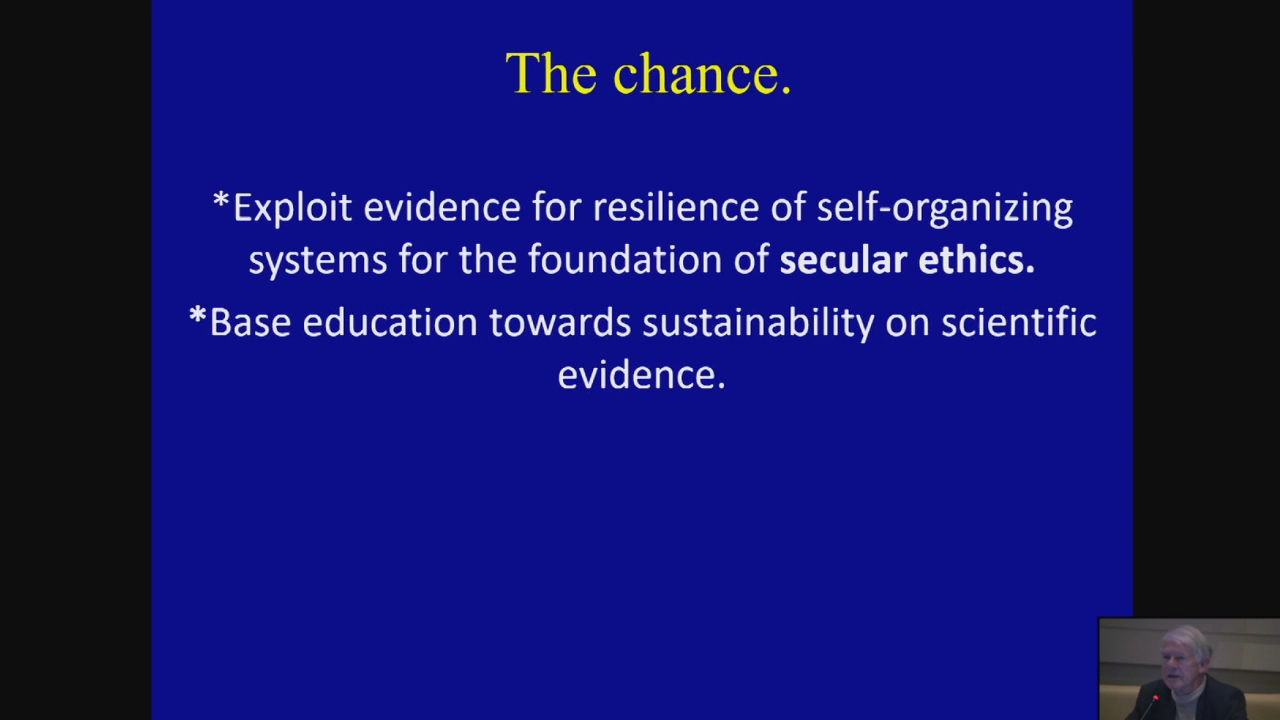 The chance.
*Exploit evidence for resilience of self-organizing
systems for the foundation of secular ethics.
*Base education towards sustainability on scientific
evidence.